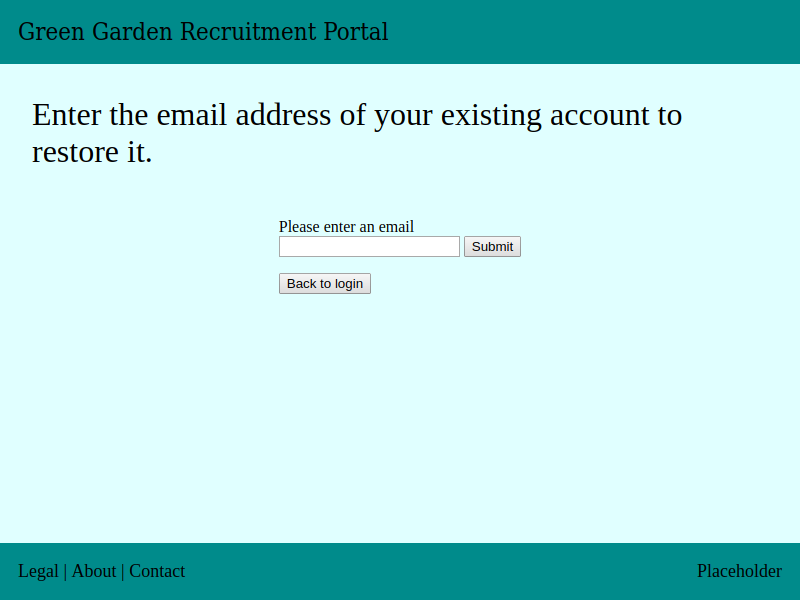 Green Garden Recruitment Portal
Enter the email address of your existing account to
restore it.
Please enter an email
Submit
Back to login
Legal | About | Contact
Placeholder